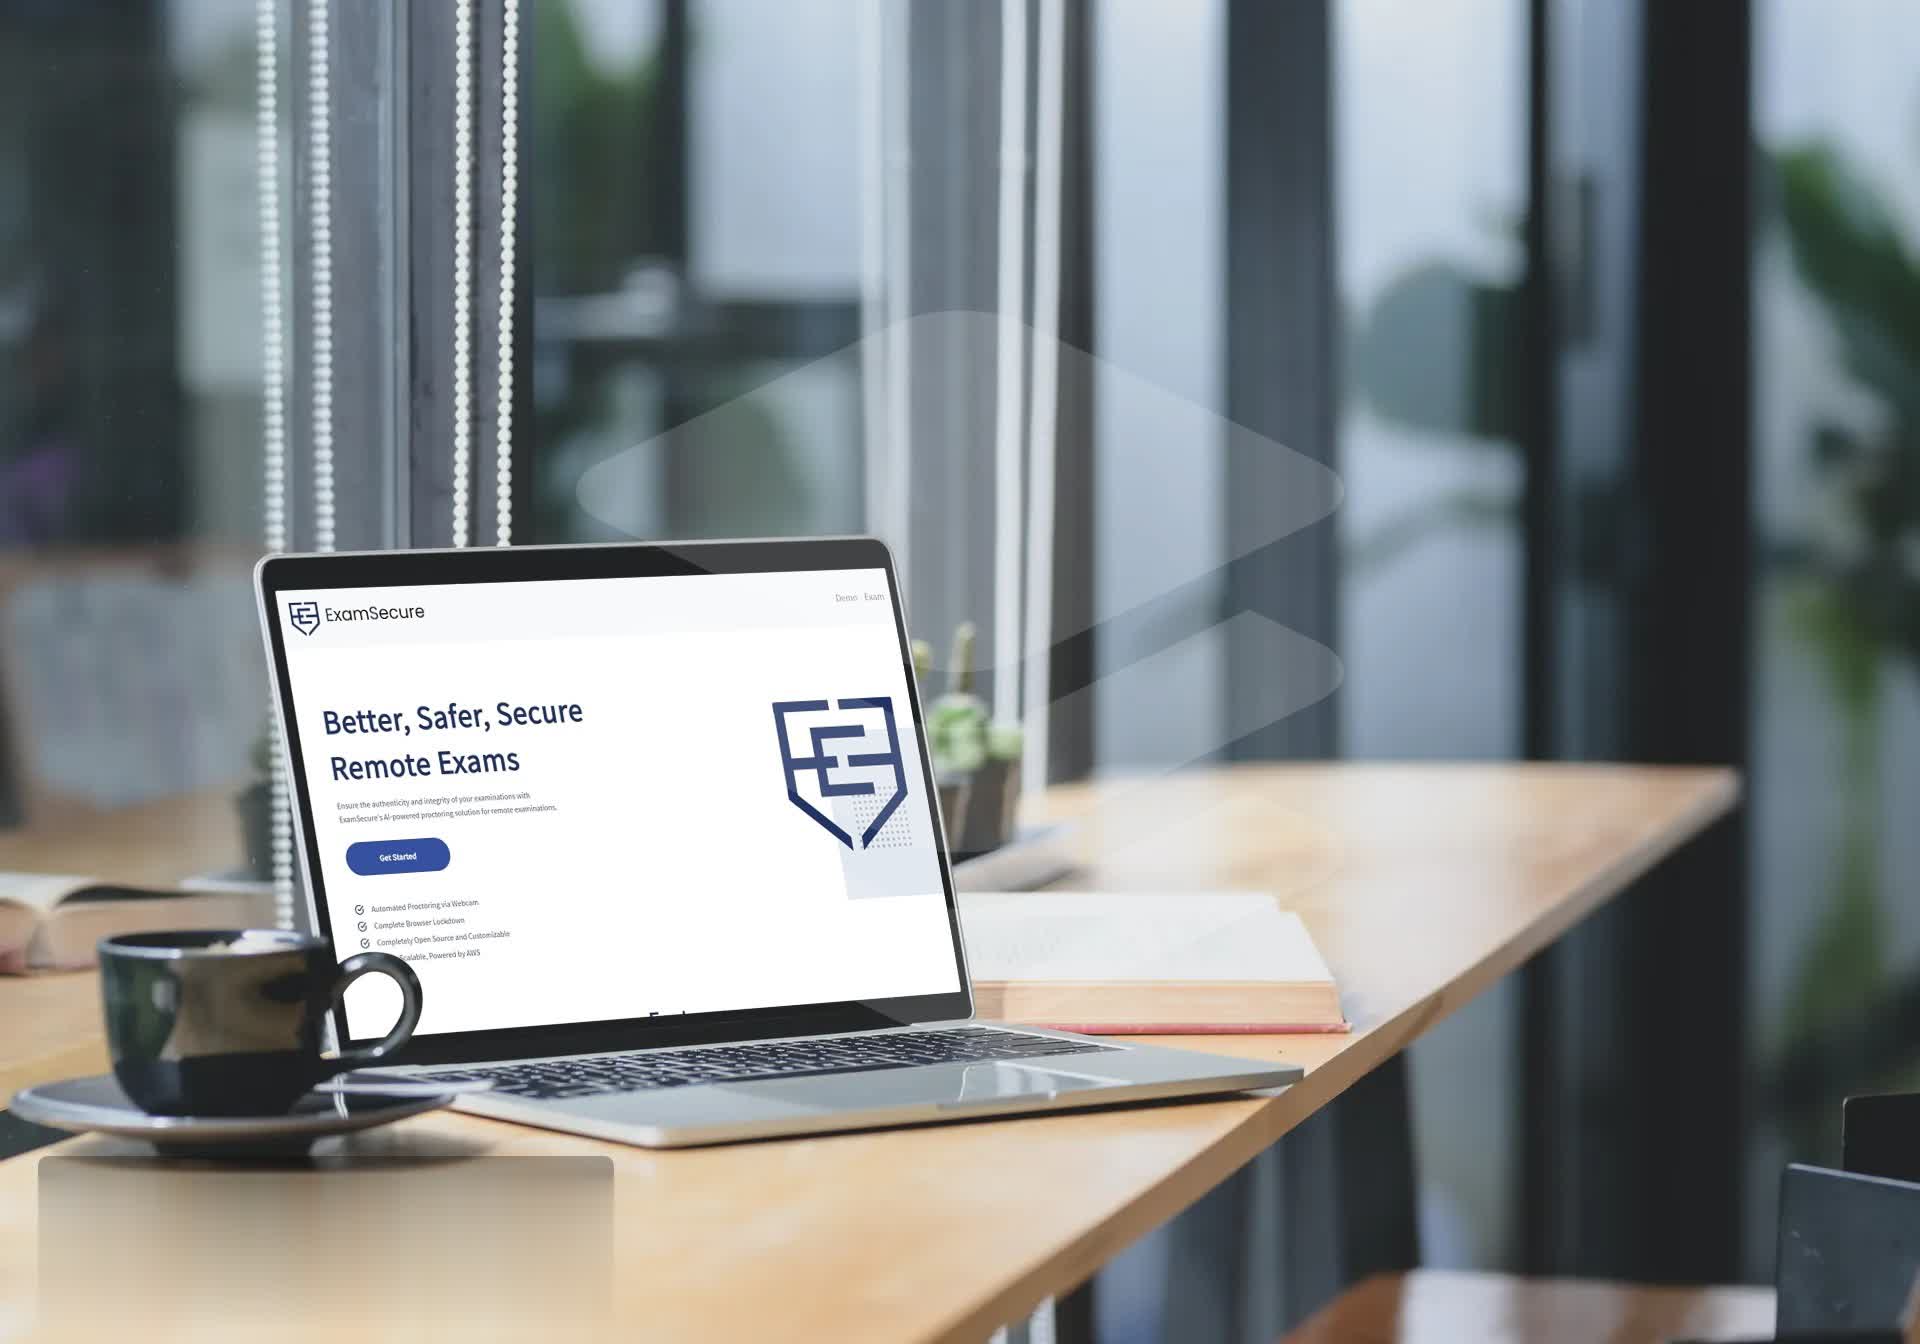 ExamSecure
Demo Exam
Better, Safer, Secure
Remote Exams
Ensure the authenticity and integrity of your examinations with
ExamSecure's AI-powered proctoring solution for remote examinations.
Get Started
Automated Proctoring via Webcam
Complete Browser Lockdown
Completely Open Source and Customizable
Scalable, Powered by AWS